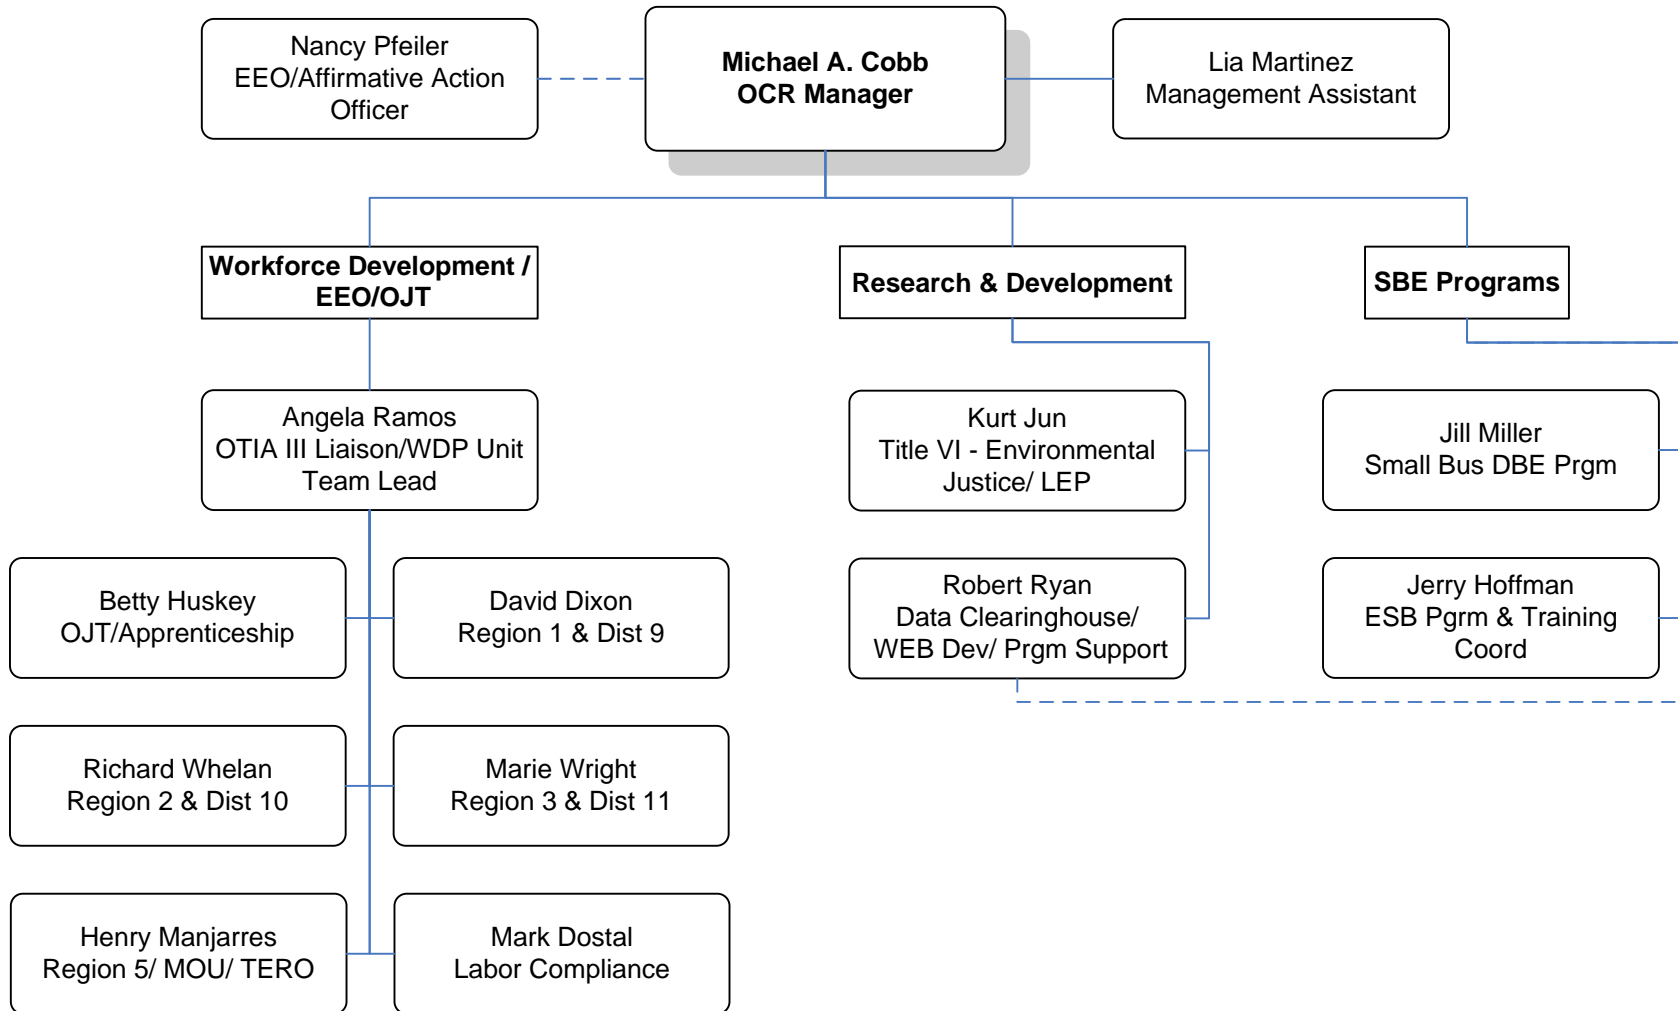 Nancy Pfeiler
EEO/Affirmative Action
Officer
Michael A. Cobb
OCR Manager
Lia Martinez
Management Assistant
Workforce Development /
EEO/OJT
Research & Development
SBE Programs
Angela Ramos
OTIA III Liaison/WDP Unit
Team Lead
Kurt Jun
Title VI - Environmental
Justice/ LEP
Jill Miller
Small Bus DBE Prgm
Betty Huskey
OJT/Apprenticeship
David Dixon
Region 1 & Dist 9
Robert Ryan
Data Clearinghouse/
WEB Dev/ Prgm Support
Jerry Hoffman
ESB Pgrm & Training
Coord
Richard Whelan
Region 2 & Dist 10
Marie Wright
Region 3 & Dist 11
Henry Manjarres
Region 5/ MOU/ TERO
Mark Dostal
Labor Compliance